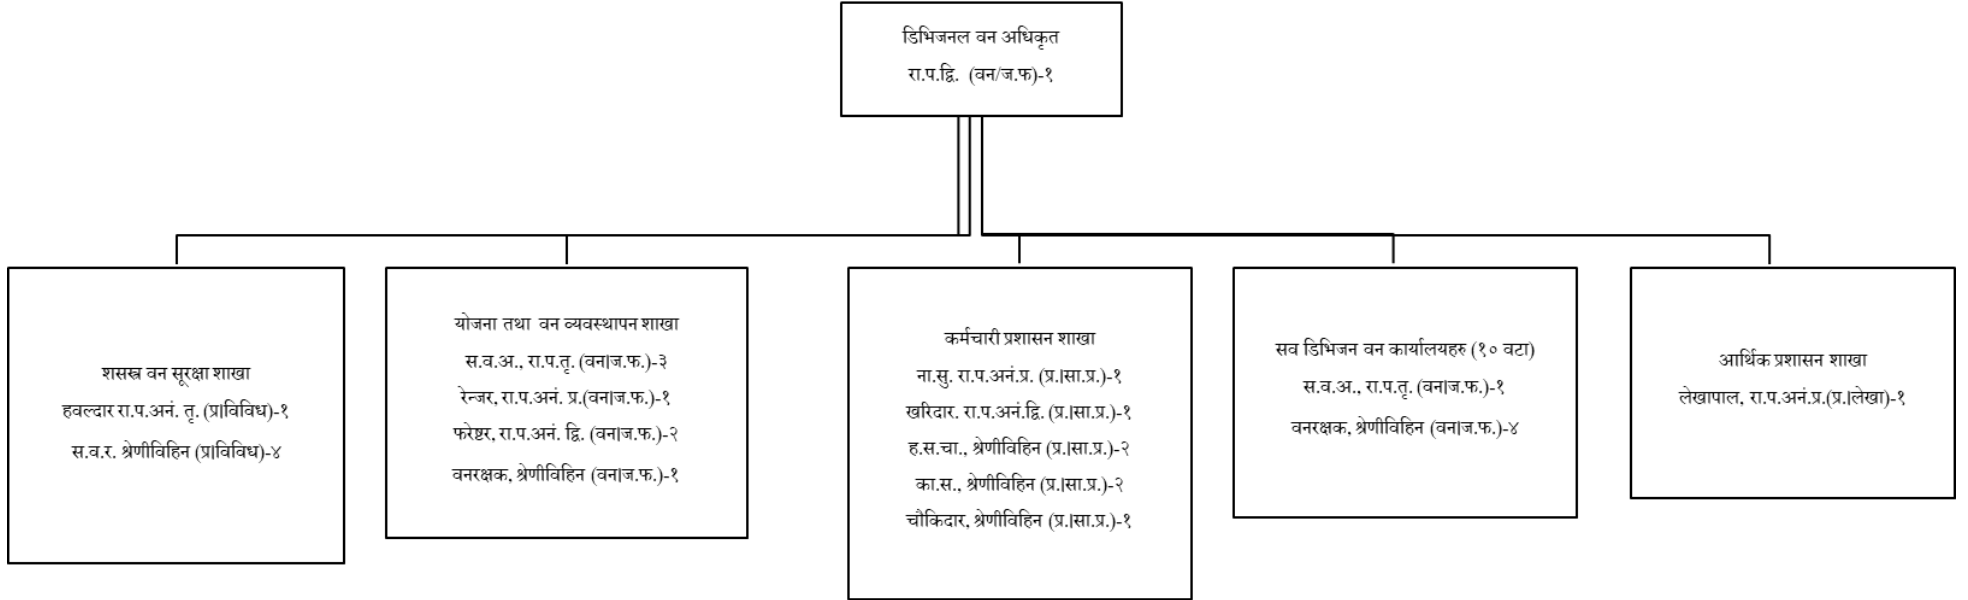 डिभिजनल वन अधिकृत
रा.प.द्वि. (वन/ज.फ)-१
शसस्त्र वन सूरक्षा शाखा
हवल्दार रा.प.अनं. तृ. (प्र|विविध)-१
स.व.र. श्रेणीविहिन (प्र|विविध)-४
योजना तथा वन व्यवस्थापन शाखा
स.व.अ., रा.प.तृ. (वन|ज.फ.)-३
रेन्जर, रा.प.अनं. प्र.(वन|ज.फ.)-१
फरेष्टर, रा.प.अनं. द्वि. (वन|ज.फ.)-२
वनरक्षक, श्रेणीविहिन (वन|ज.फ.)-१
कर्मचारी प्रशासन शाखा
ना.सु. रा.प.अनं.प्र. (प्र.|सा.प्र.)-१
खरिदार. रा.प.अनं.द्वि. (प्र.|सा.प्र.)-१
ह.स.चा., श्रेणीविहिन (प्र.|सा.प्र.)-२
का.स., श्रेणीविहिन (प्र.|सा.प्र.)-२
चौकिदार, श्रेणीविहिन (प्र.|सा.प्र.)-१
सव डिभिजन वन कार्यालयहरु (१० वटा)
स.व.अ., रा.प.तृ. (वन|ज.फ.)-१
वनरक्षक, श्रेणीविहिन (वन|ज.फ.)-४
आर्थिक प्रशासन शाखा
लेखापाल, रा.प.अनं.प्र.(प्र.|लेखा)-१